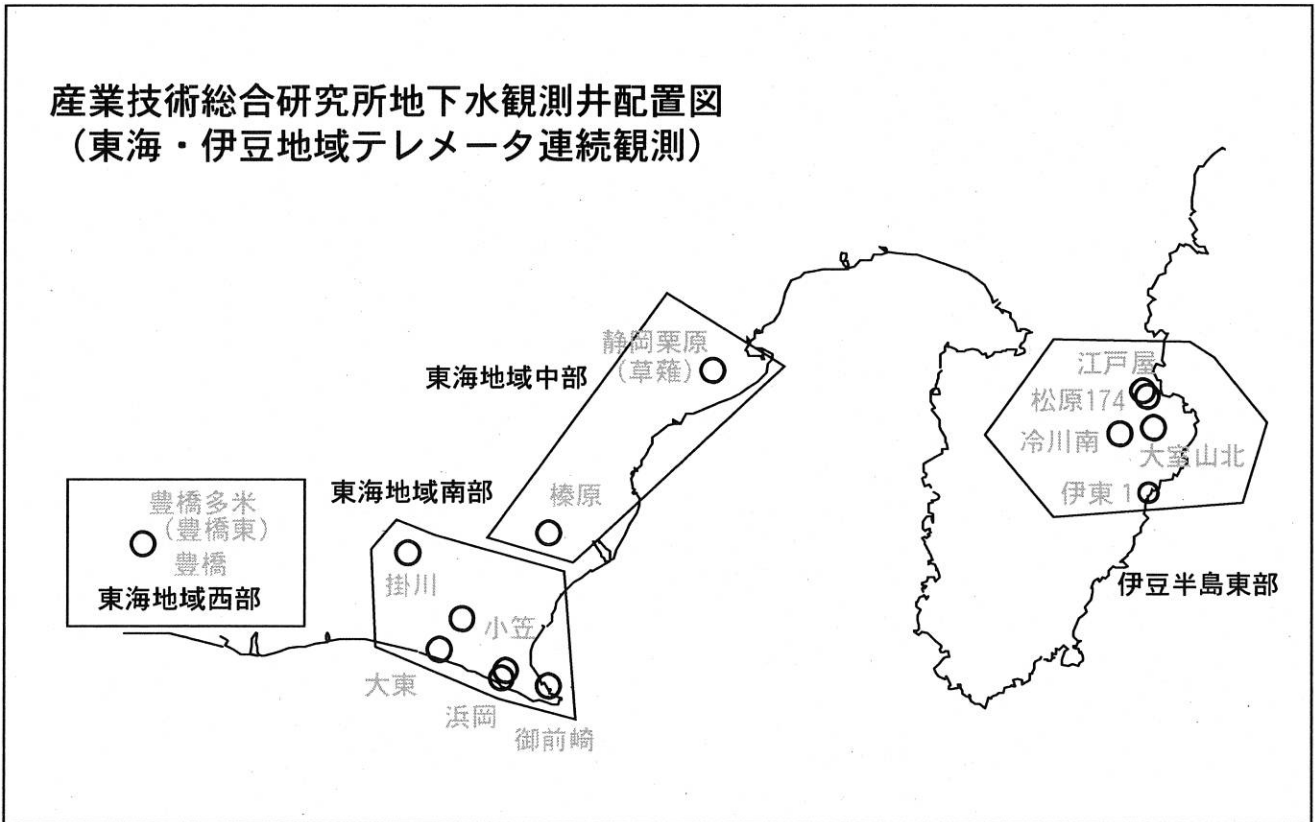 産業技術総合研究所地下水観測井配置図
（東海・伊豆地域テレメータ連続観測）
静岡栗原
（草薙）
東海地域中部
江戸屋
松原174
冷川南
大室山北
伊東1
伊豆半島東部
東海地域南部
榛原
豊橋多米
（豊橋東）
豊橋
東海地域西部
掛川
小笠
大東
浜岡
御前崎